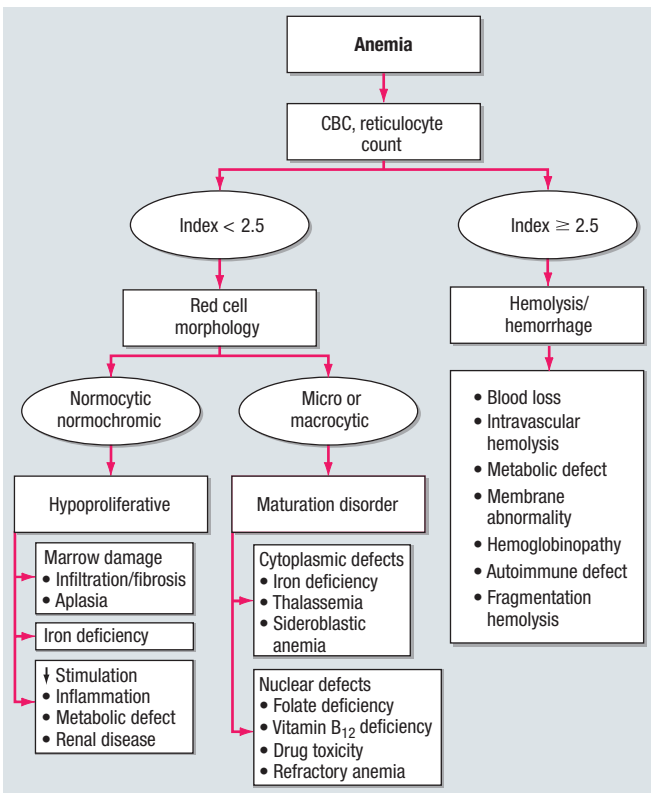 Anemia
CBC, reticulocyte
count
Index < 2.5
Index ≥ 2.5
Red cell
morphology
Hemolysis/
hemorrhage
Normocytic
normochromic
Micro or
macrocytic
• Blood loss
• Intravascular
hemolysis
• Metabolic defect
• Membrane
abnormality
• Hemoglobinopathy
• Autoimmune defect
• Fragmentation
hemolysis
Hypoproliferative
Maturation disorder
Marrow damage
• Infiltration/fibrosis
• Aplasia
Iron deficiency
↓ Stimulation
• Inflammation
• Metabolic defect
• Renal disease
Cytoplasmic defects
• Iron deficiency
• Thalassemia
• Sideroblastic
anemia
Nuclear defects
• Folate deficiency
• Vitamin B₁₂ deficiency
• Drug toxicity
• Refractory anemia